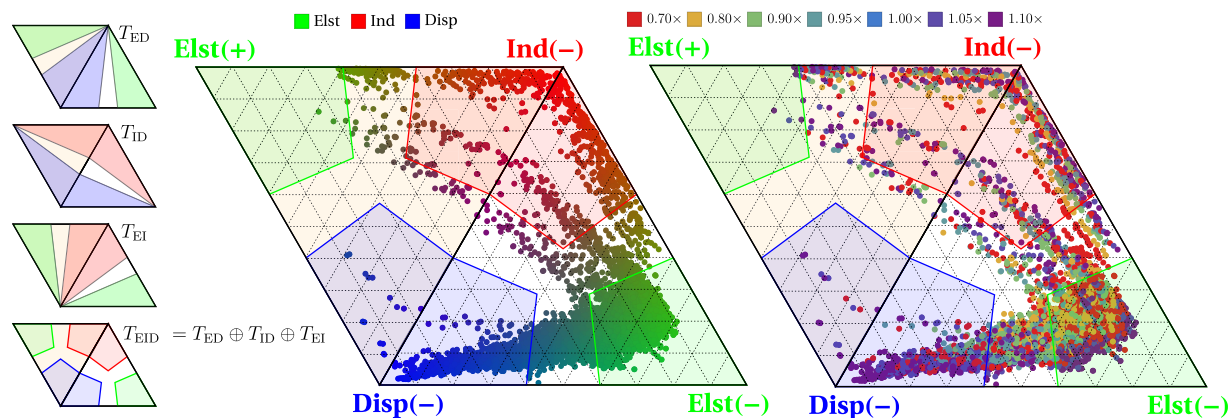 T_ED
T_ID
T_EI
T_EID = T_ED ⊕ T_ID ⊕ T_EI
Elst Ind Disp
Elst(+)
Ind(−)
Disp(−)
Elst(−)
0.70× 0.80× 0.90× 0.95× 1.00× 1.05× 1.10×
Elst(+)
Ind(−)
Disp(−)
Elst(−)